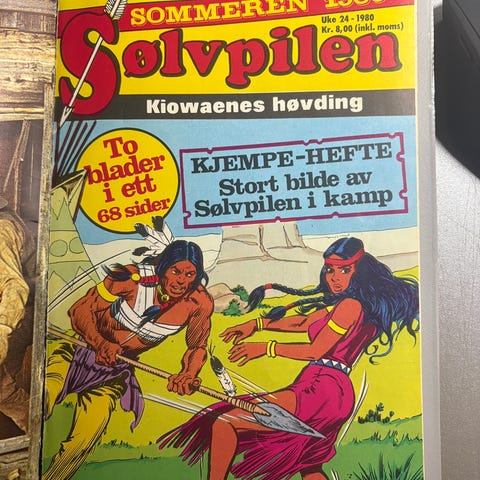 SOMMEREN 1980
Uke 24 - 1980
Kr. 8,00 (inkl. moms)
Sølvpilen
Kiowaenes høvding
To
blader
i ett
68 sider
KJEMPE-HEFTE
Stort bilde av
Sølvpilen i kamp